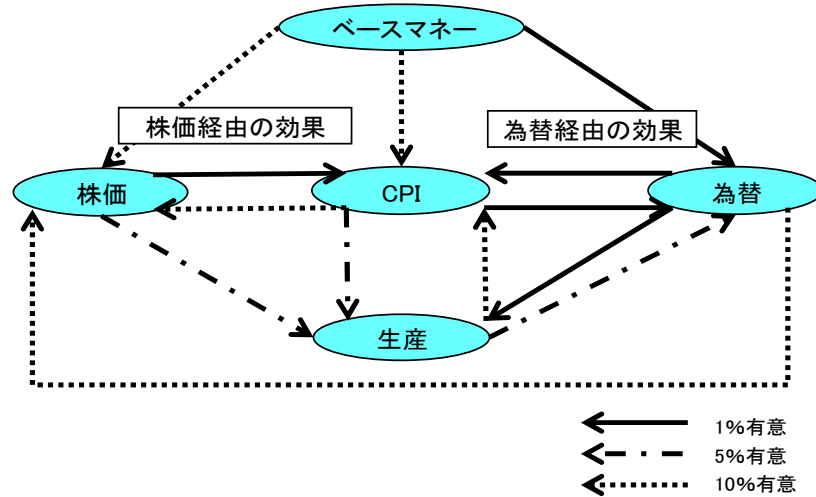 ベースマネー
株価経由の効果
為替経由の効果
株価
CPI
為替
生産
1%有意
5%有意
10%有意